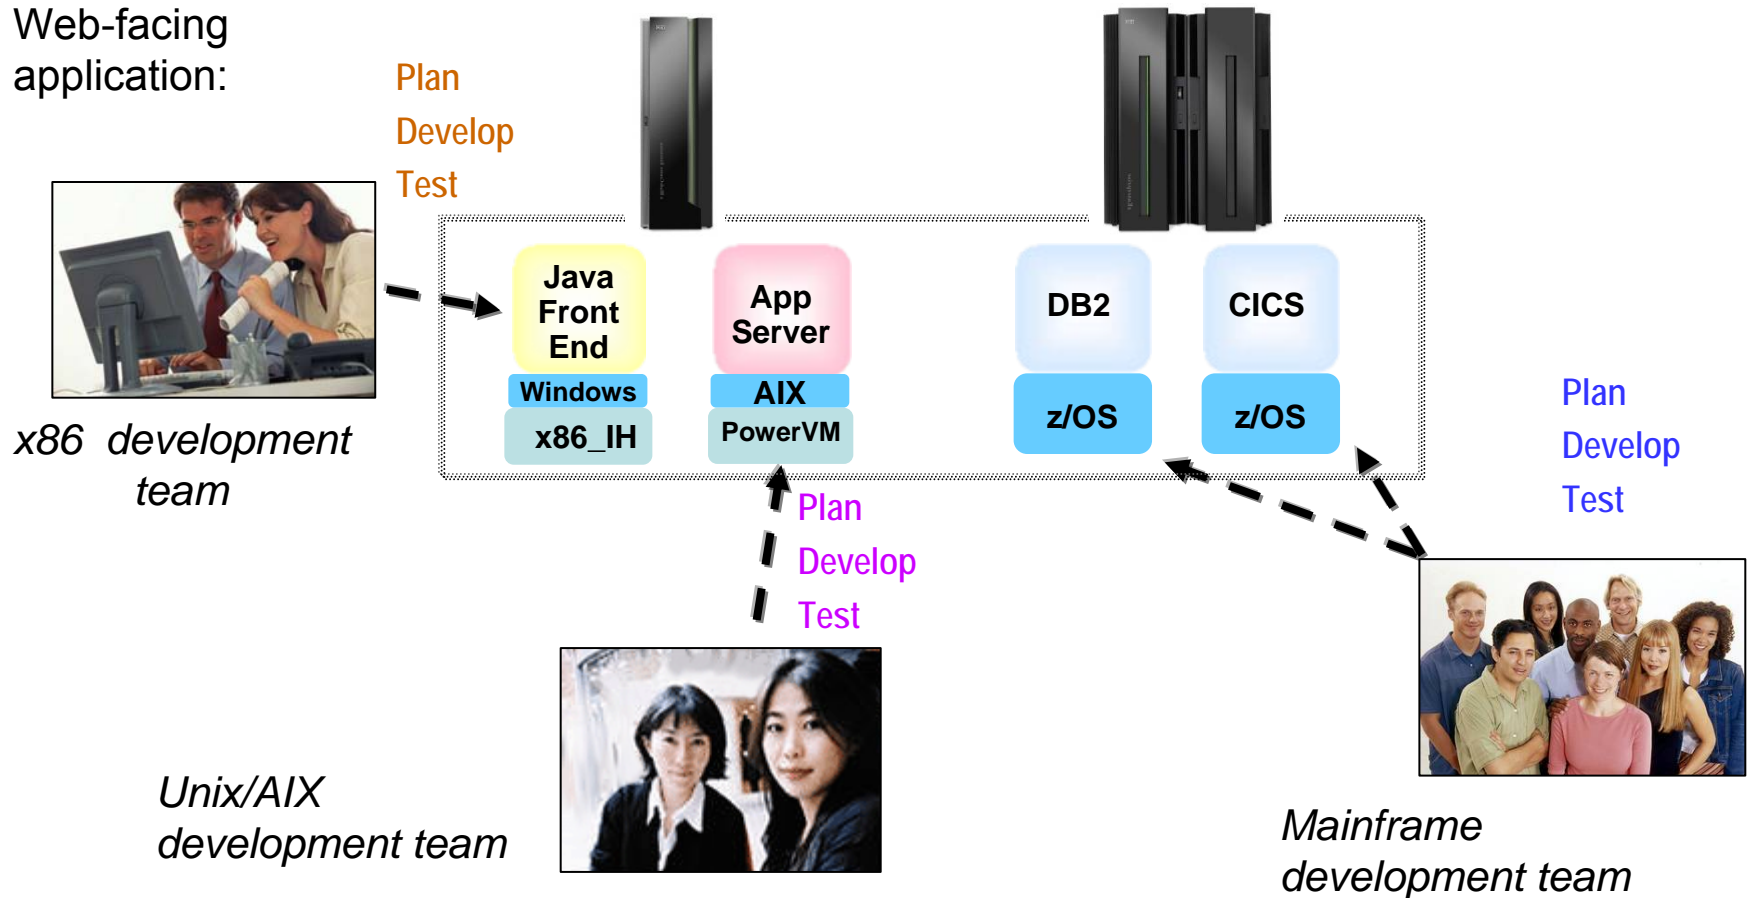 Web-facing
application:
Plan
Develop
Test
Java
Front
End
Windows
x86_IH
App
Server
AIX
PowerVM
DB2
z/OS
CICS
z/OS
x86 development
team
Plan
Develop
Test
Plan
Develop
Test
Unix/AIX
development team
Mainframe
development team